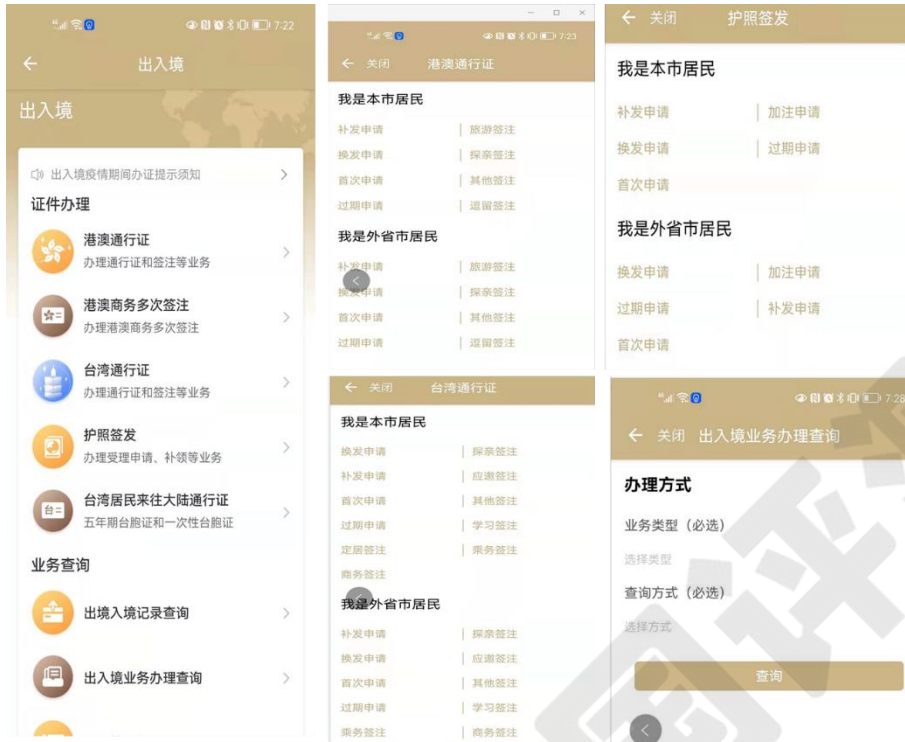 7:22
出入境
出入境
出入境疫情期间办证提示须知
证件办理
港澳通行证
办理通行证和签注等业务
港澳商务多次签注
办理港澳商务多次签注
台湾通行证
办理通行证和签注等业务
护照签发
办理受理申请、补领等业务
台湾居民来往大陆通行证
五年期台胞证和一次性台胞证
业务查询
出境入境记录查询
出入境业务办理查询
7:23
关闭 港澳通行证
我是本市居民
补发申请 旅游签注
换发申请 探亲签注
首次申请 其他签注
过期申请 逗留签注
我是外省市居民
补发申请 旅游签注
换发申请 探亲签注
首次申请 其他签注
过期申请 逗留签注
关闭 护照签发
我是本市居民
补发申请 加注申请
换发申请 过期申请
首次申请
我是外省市居民
换发申请 加注申请
过期申请 补发申请
首次申请
关闭 台湾通行证
我是本市居民
换发申请 探亲签注
补发申请 应邀签注
首次申请 其他签注
过期申请 学习签注
定居签注 乘务签注
商务签注
我是外省市居民
补发申请 探亲签注
换发申请 应邀签注
首次申请 其他签注
过期申请 学习签注
乘务签注 商务签注
7:28
关闭 出入境业务办理查询
办理方式
业务类型（必选）
选择类型
查询方式（必选）
选择方式
查询